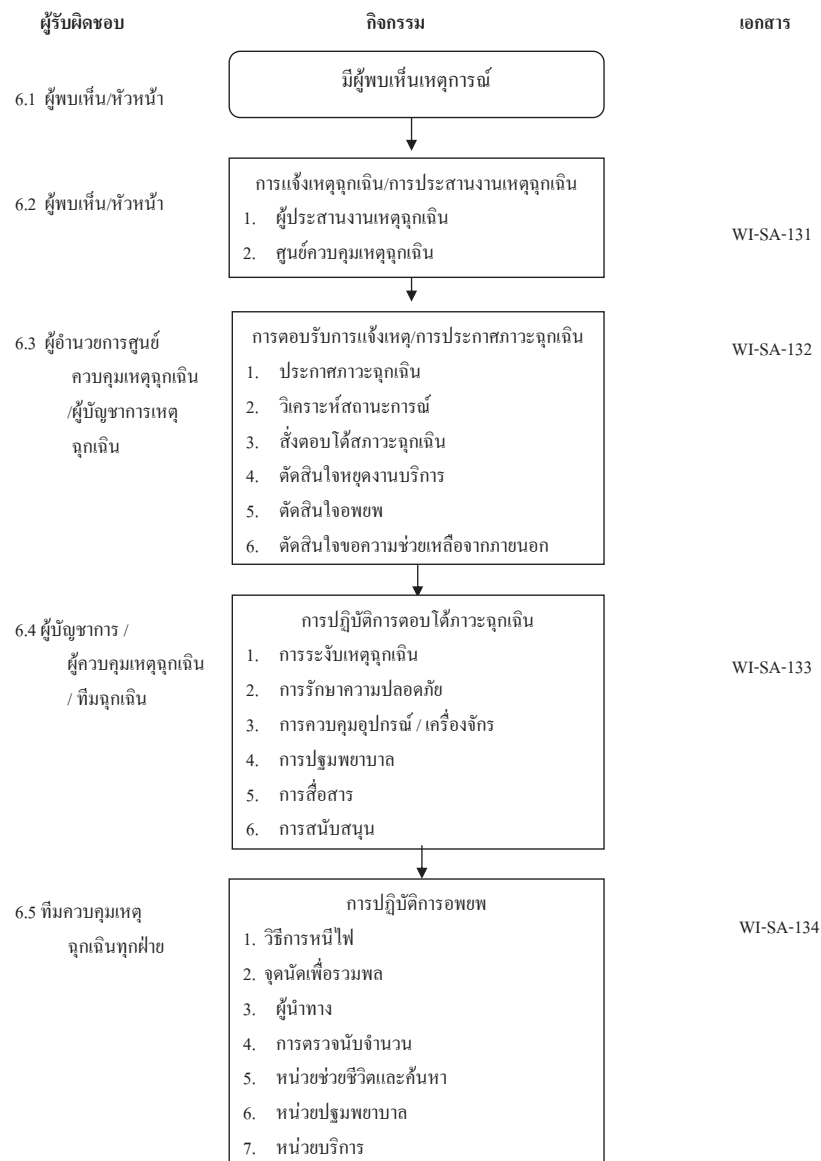 ผู้รับผิดชอบ กิจกรรม เอกสาร
6.1 ผู้พบเห็น/หัวหน้า
มีผู้พบเห็นเหตุการณ์
6.2 ผู้พบเห็น/หัวหน้า
การแจ้งเหตุฉุกเฉิน/การประสานงานเหตุฉุกเฉิน
1. ผู้ประสานงานเหตุฉุกเฉิน
2. ศูนย์ควบคุมเหตุฉุกเฉิน
WI-SA-131
6.3 ผู้อำนวยการศูนย์
ควบคุมเหตุฉุกเฉิน
/ผู้บัญชาการเหตุ
ฉุกเฉิน
การตอบรับการแจ้งเหตุ/การประกาศภาวะฉุกเฉิน
1. ประกาศภาวะฉุกเฉิน
2. วิเคราะห์สถานะการณ์
3. สั่งตอบโต้สภาวะฉุกเฉิน
4. ตัดสินใจหยุดงานบริการ
5. ตัดสินใจอพยพ
6. ตัดสินใจขอความช่วยเหลือจากภายนอก
WI-SA-132
6.4 ผู้บัญชาการ /
ผู้ควบคุมเหตุฉุกเฉิน
/ ทีมฉุกเฉิน
การปฏิบัติการตอบโต้ภาวะฉุกเฉิน
1. การระงับเหตุฉุกเฉิน
2. การรักษาความปลอดภัย
3. การควบคุมอุปกรณ์ / เครื่องจักร
4. การปฐมพยาบาล
5. การสื่อสาร
6. การสนับสนุน
WI-SA-133
6.5 ทีมควบคุมเหตุ
ฉุกเฉินทุกฝ่าย
การปฏิบัติการอพยพ
1. วิธีการหนีไฟ
2. จุดนัดเพื่อรวมพล
3. ผู้นำทาง
4. การตรวจนับจำนวน
5. หน่วยช่วยชีวิตและค้นหา
6. หน่วยปฐมพยาบาล
7. หน่วยบริการ
WI-SA-134